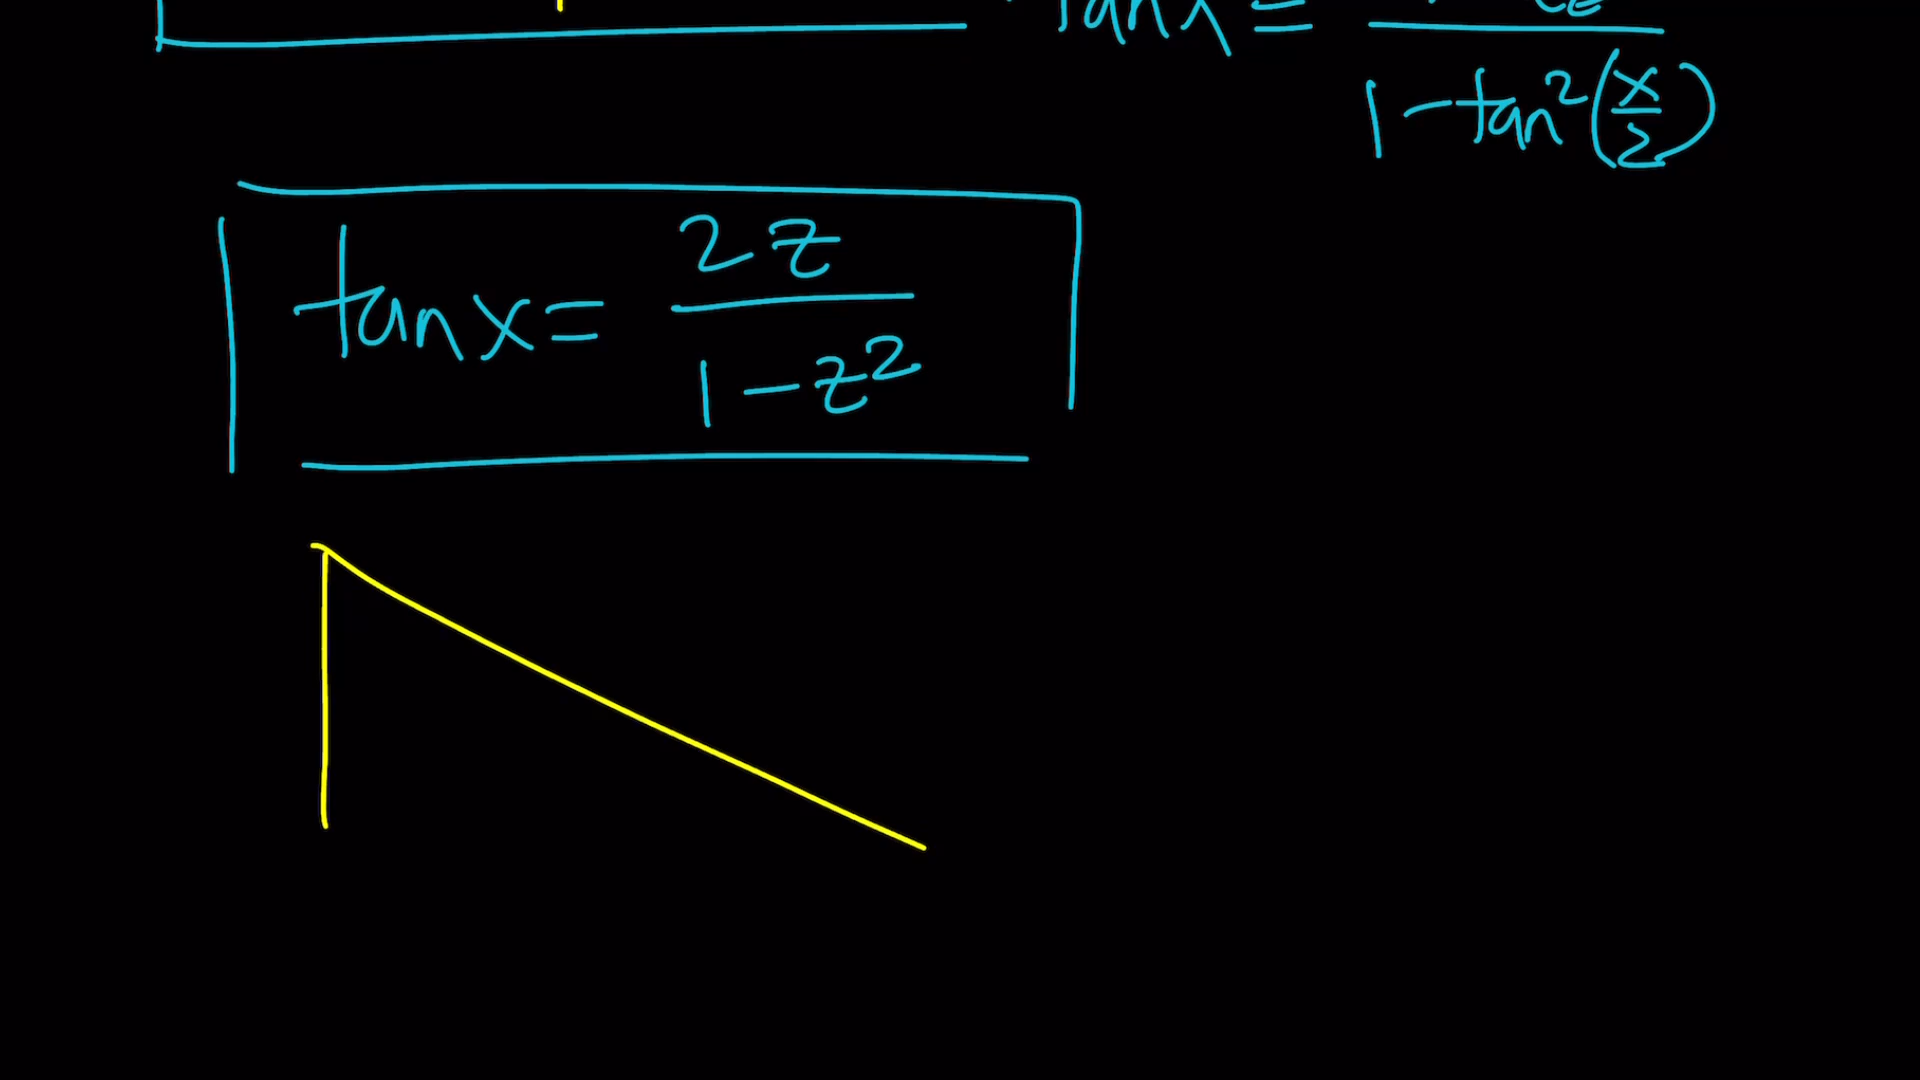 tan x =
1 - tan²(x/2)
tan x = 2z / 1 - z²